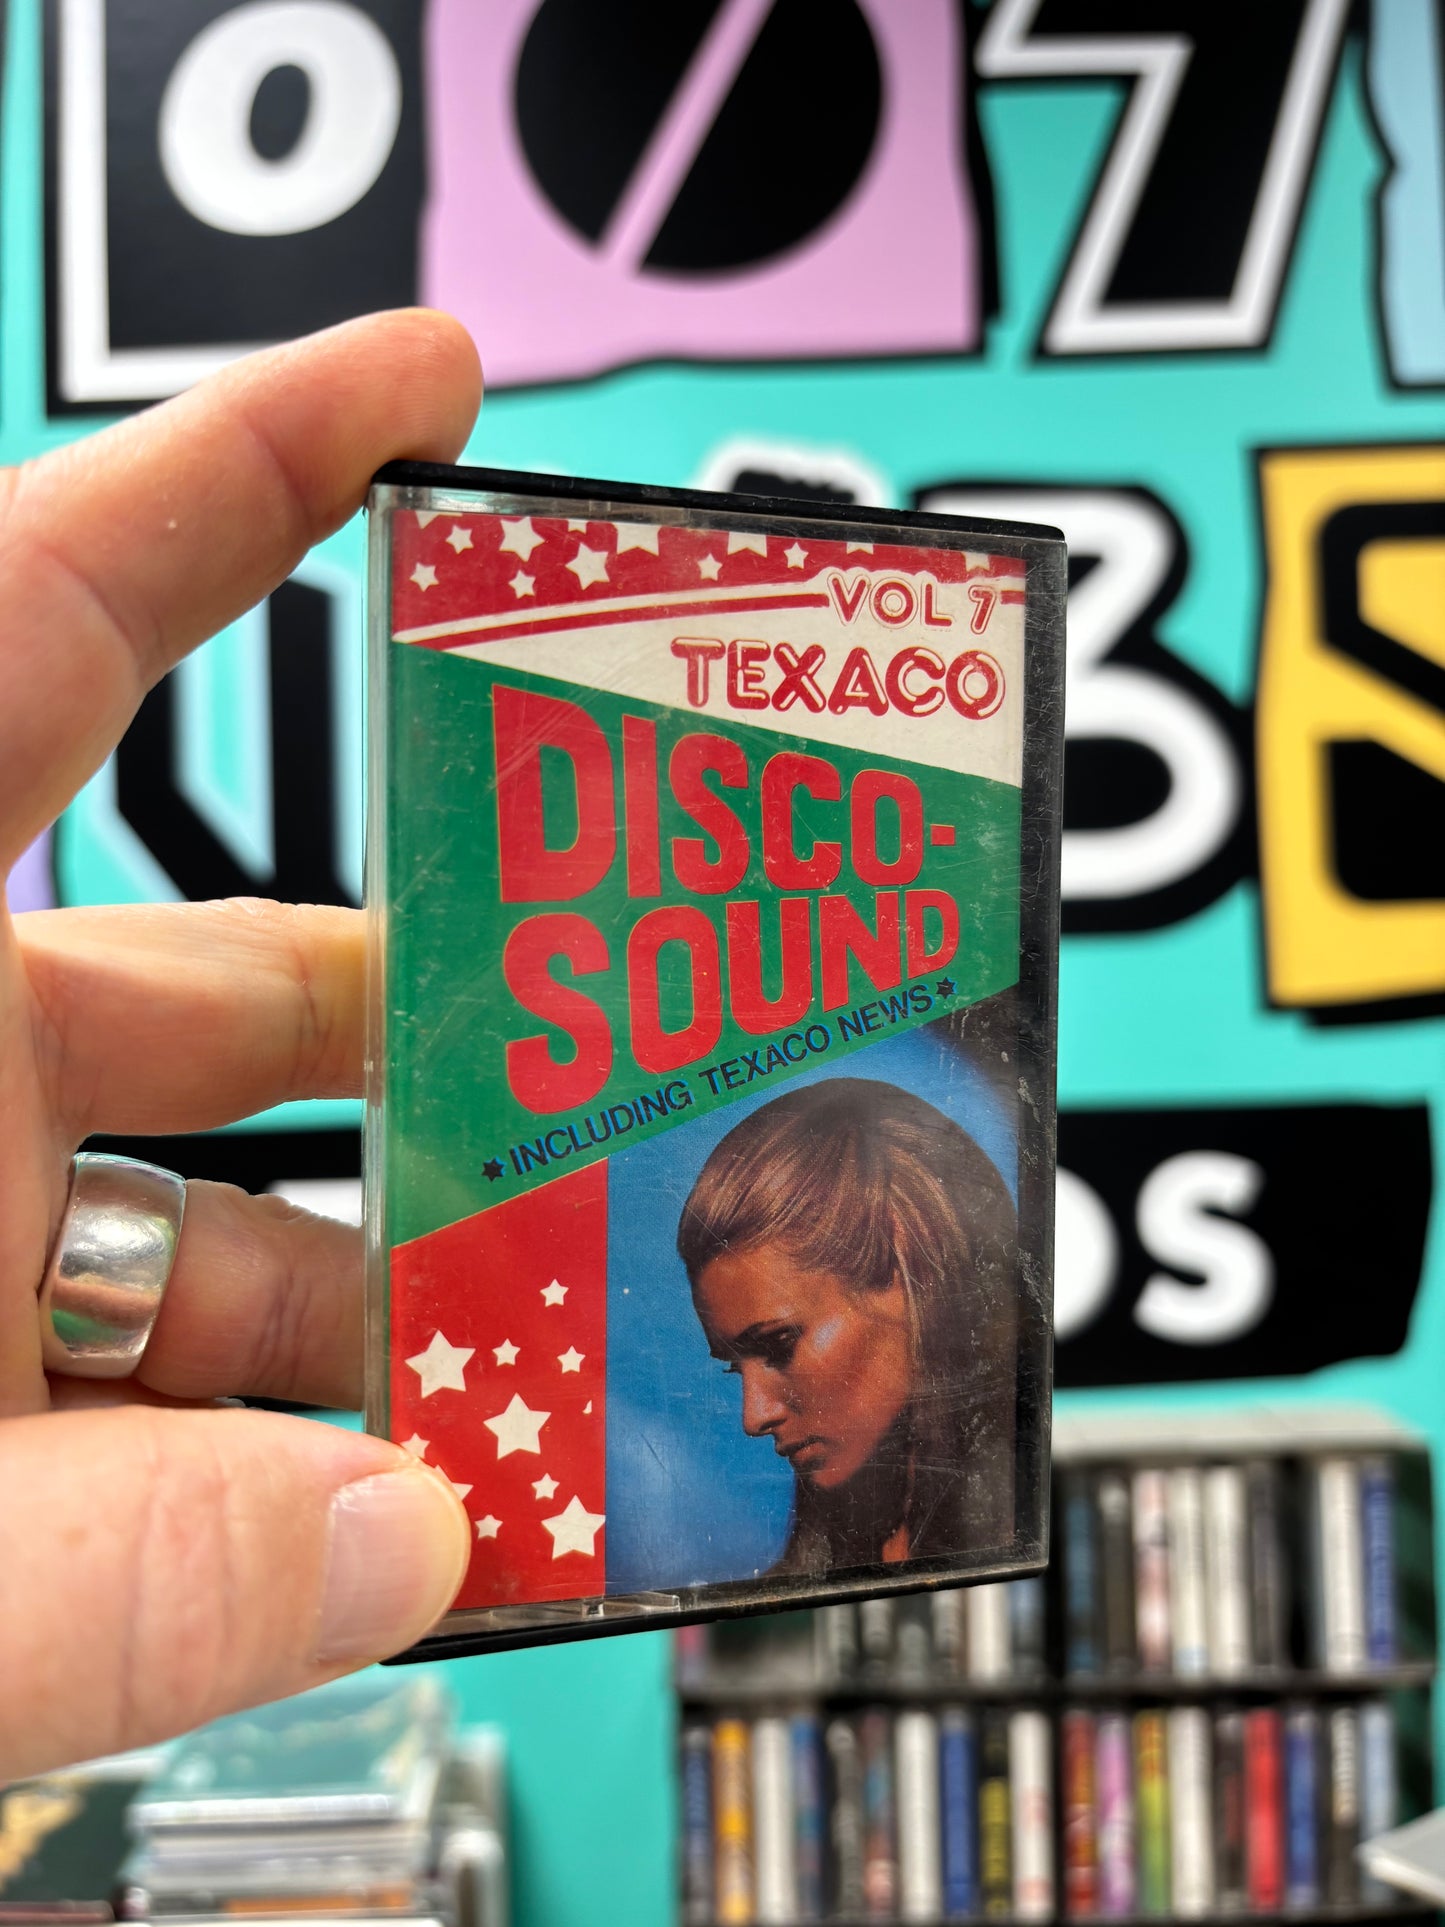 VOL 7
TEXACO
DISCO-
SOUND
★INCLUDING TEXACO NEWS★